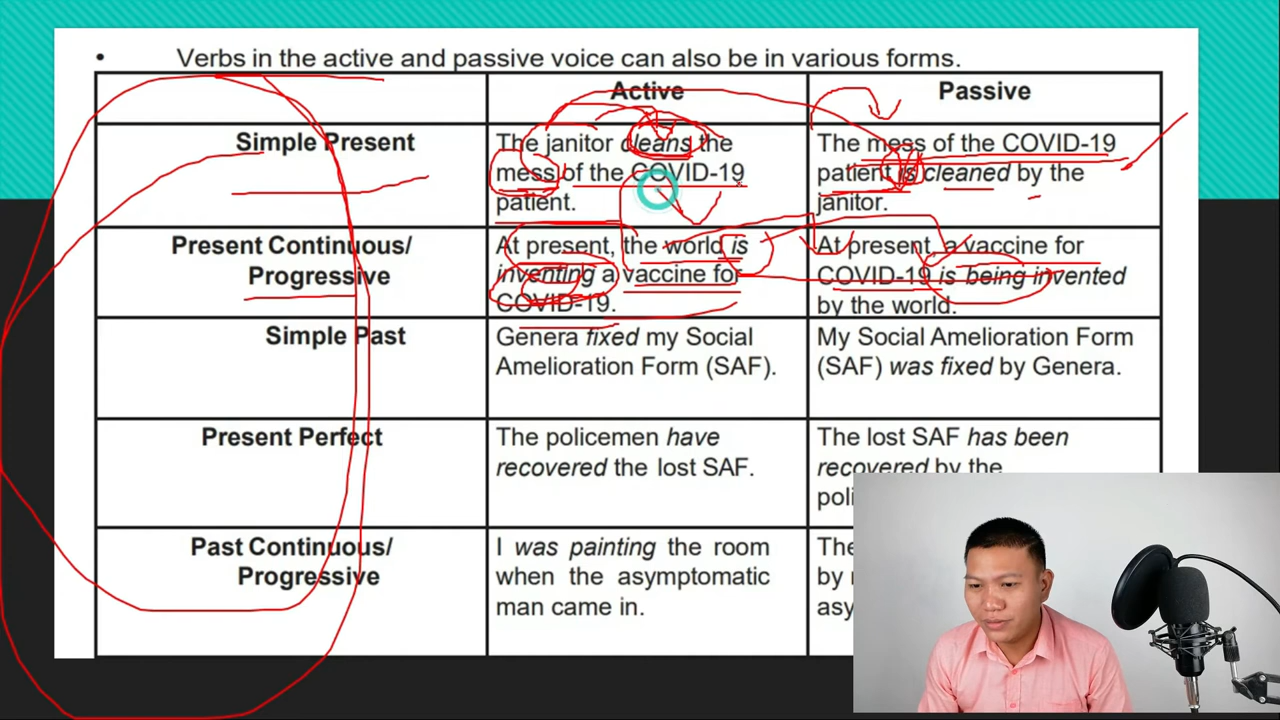 • Verbs in the active and passive voice can also be in various forms.
Active
Passive
Simple Present
The janitor cleans the
mess of the COVID-19
patient.
The mess of the COVID-19
patient is cleaned by the
janitor.
Present Continuous/
Progressive
At present, the world is
inventing a vaccine for
COVID-19.
At present, a vaccine for
COVID-19 is being invented
by the world.
Simple Past
Genera fixed my Social
Amelioration Form (SAF).
My Social Amelioration Form
(SAF) was fixed by Genera.
Present Perfect
The policemen have
recovered the lost SAF.
The lost SAF has been
recovered by the
Past Continuous/
Progressive
I was painting the room
when the asymptomatic
man came in.
The
by